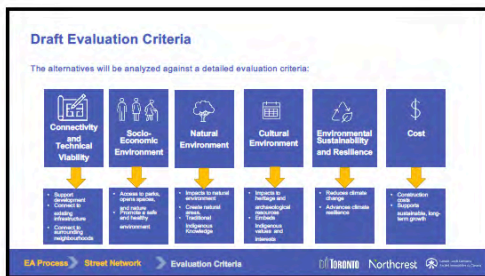 Draft Evaluation Criteria
The alternatives will be analyzed against a detailed evaluation criteria:
Connectivity
and
Technical
Viability
Socio-
Economic
Environment
Natural
Environment
Cultural
Environment
Environmental
Sustainability
and Resilience
Cost
• Support
development
• Connect to
existing
infrastructure
• Connect to
surrounding
neighbourhoods
• Access to parks,
opens spaces,
and nature
• Promote a safe
and healthy
environment
• Impacts to natural
environment
• Create natural
areas.
• Traditional
Indigenous
Knowledge
• Impacts to
heritage and
archaeological
resources
• Embeds
Indigenous
values and
interests
• Reduces climate
change
• Advances climate
resilience
• Construction
costs
• Supports
sustainable, long-
term growth
EA Process
Street Network
Evaluation Criteria
TORONTO
Northcrest